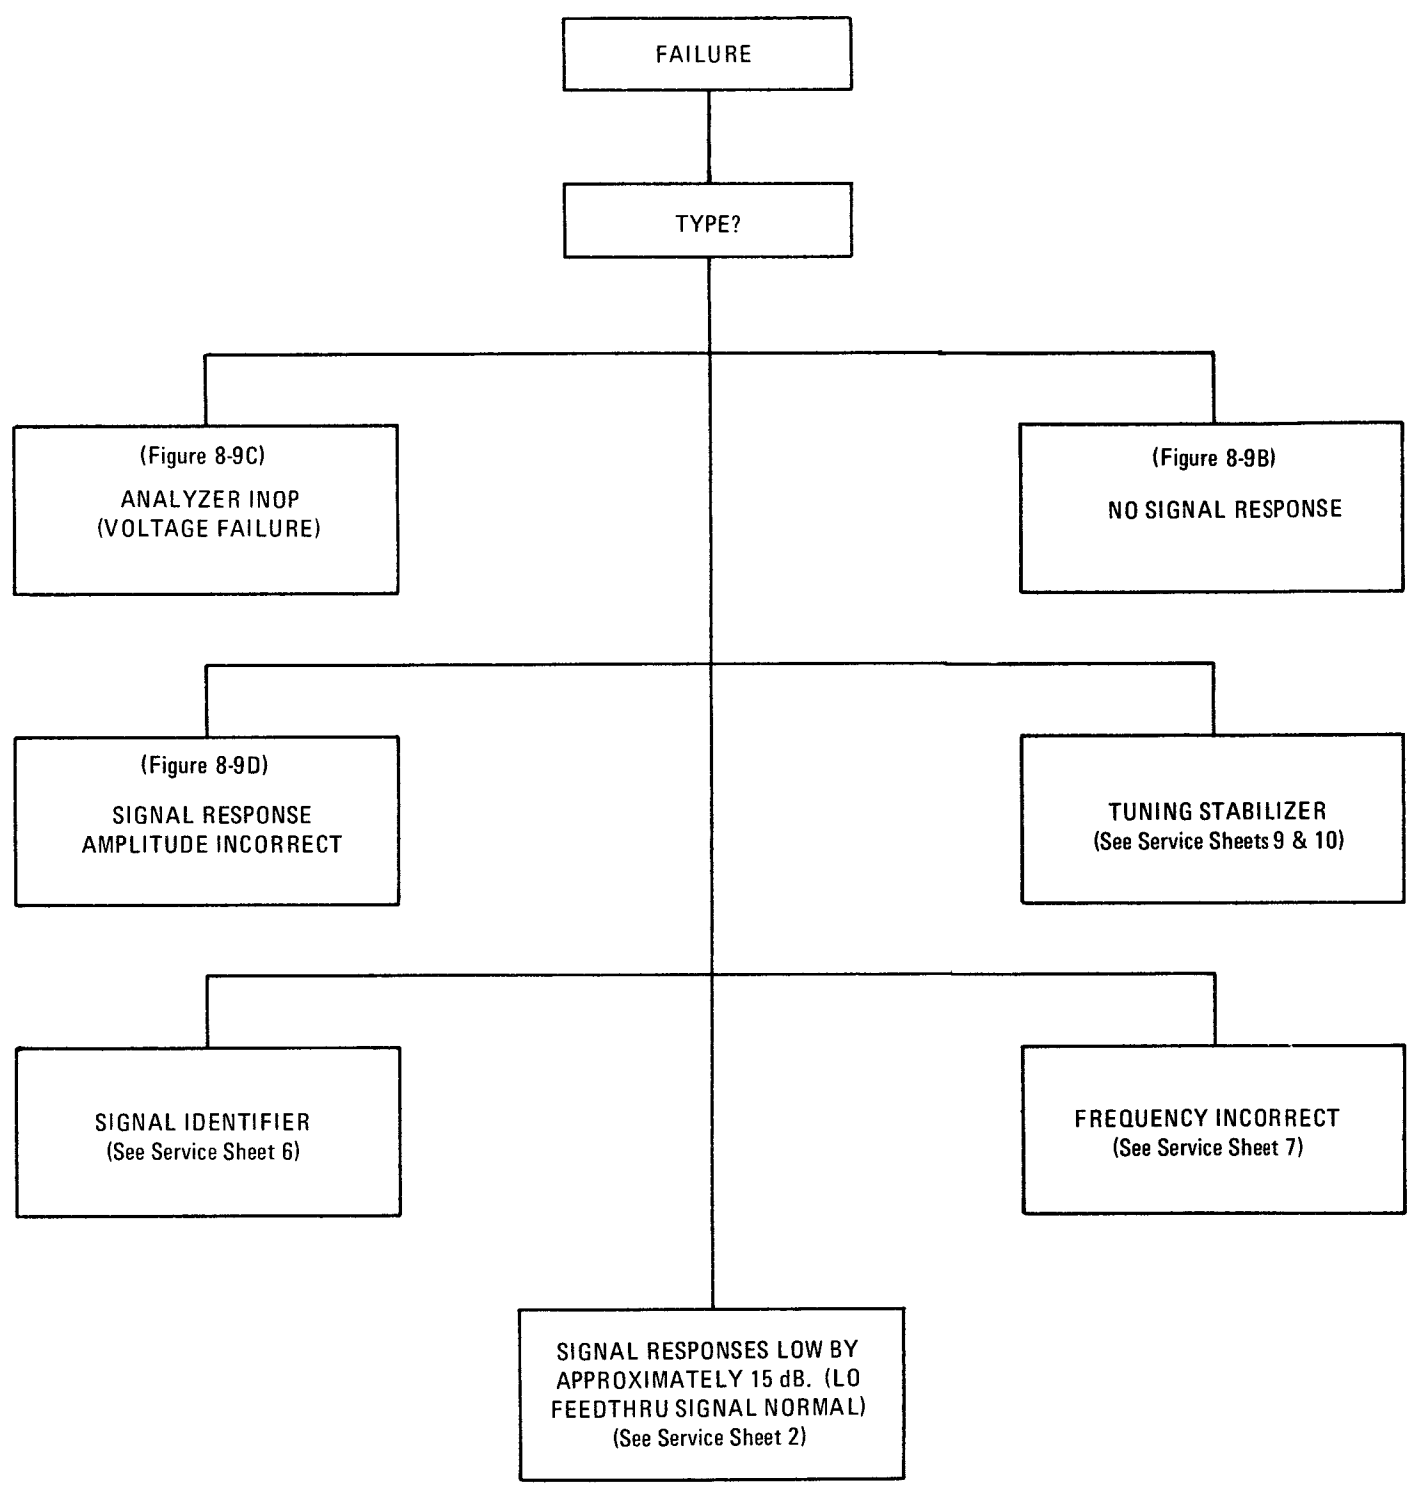 FAILURE
TYPE?
(Figure 8-9C)
ANALYZER INOP
(VOLTAGE FAILURE)
(Figure 8-9B)
NO SIGNAL RESPONSE
(Figure 8-9D)
SIGNAL RESPONSE
AMPLITUDE INCORRECT
TUNING STABILIZER
(See Service Sheets 9 & 10)
SIGNAL IDENTIFIER
(See Service Sheet 6)
FREQUENCY INCORRECT
(See Service Sheet 7)
SIGNAL RESPONSES LOW BY
APPROXIMATELY 15 dB. (LO
FEEDTHRU SIGNAL NORMAL)
(See Service Sheet 2)